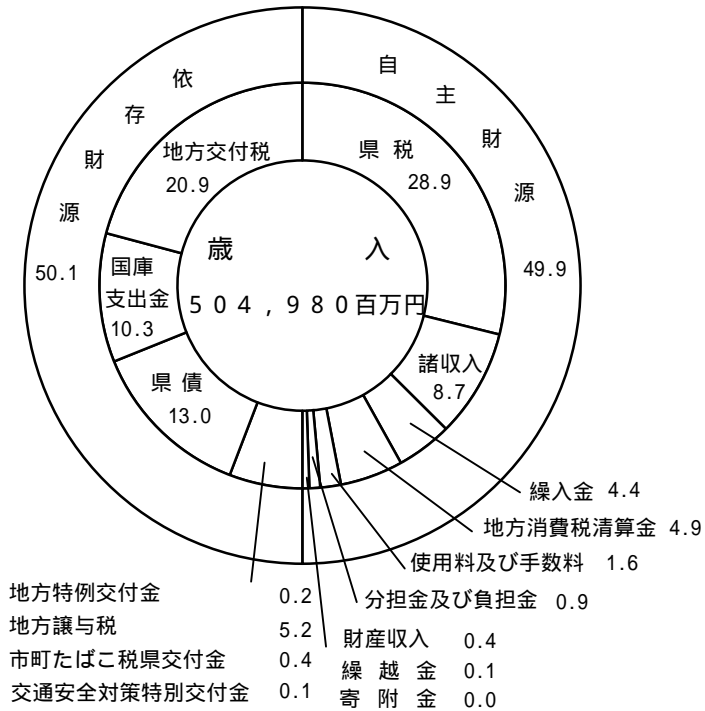 依存財源
50.1
自主財源
49.9
地方交付税
20.9
県税
28.9
国庫
支出金
10.3
歳入
504,980百万円
県債
13.0
諸収入
8.7
繰入金 4.4
地方消費税清算金 4.9
使用料及び手数料 1.6
分担金及び負担金 0.9
財産収入 0.4
繰越金 0.1
寄附金 0.0
地方特例交付金 0.2
地方譲与税 5.2
市町たばこ税県交付金 0.4
交通安全対策特別交付金 0.1